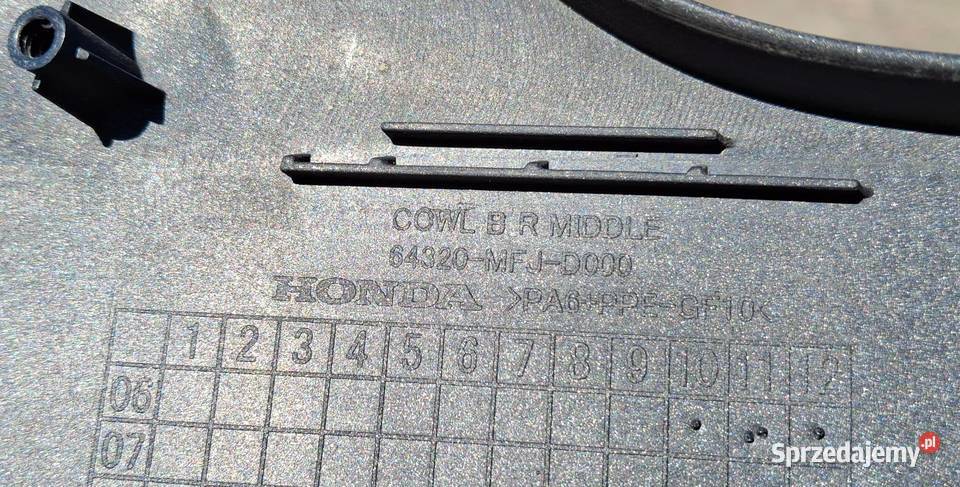 COWL B R MIDDLE
64320-MFJ-D000
HONDA >PA6+PPE-GF10<
1 2 3 4 5 6 7 8 9 10 11 12
06
07
Sprzedajemy.pl